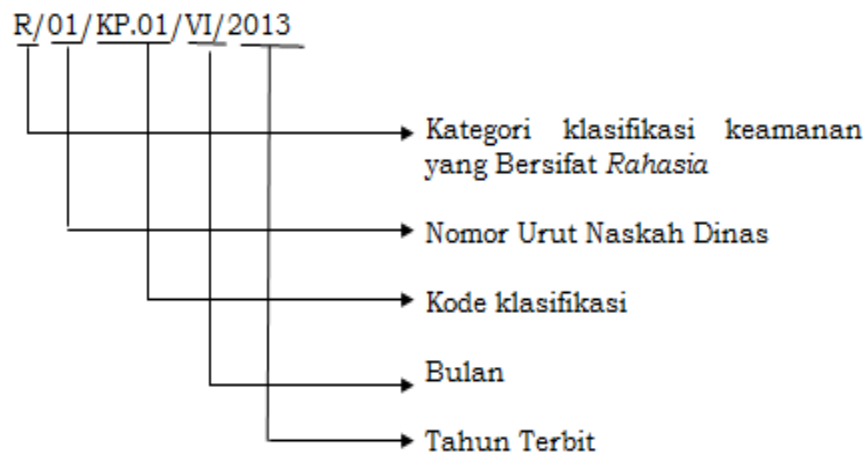 R/01/KP.01/VI/2013
Kategori klasifikasi keamanan
yang Bersifat Rahasia
Nomor Urut Naskah Dinas
Kode klasifikasi
Bulan
Tahun Terbit